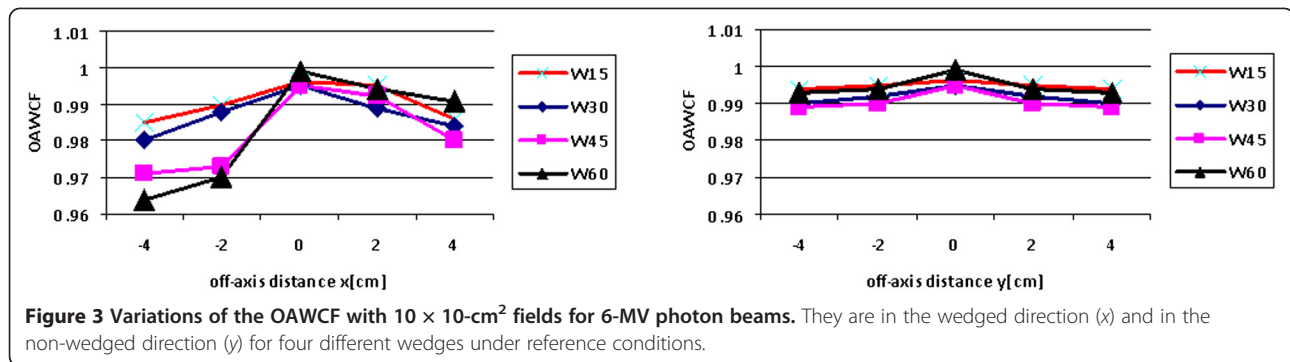 1.01
1
0.99
0.98
0.97
0.96
OAWCF
-4 -2 0 2 4
off-axis distance x[cm]
W15
W30
W45
W60
1.01
1
0.99
0.98
0.97
0.96
OAWCF
-4 -2 0 2 4
off-axis distance y[cm]
W15
W30
W45
W60
Figure 3 Variations of the OAWCF with 10 × 10-cm² fields for 6-MV photon beams. They are in the wedged direction (x) and in the
non-wedged direction (y) for four different wedges under reference conditions.